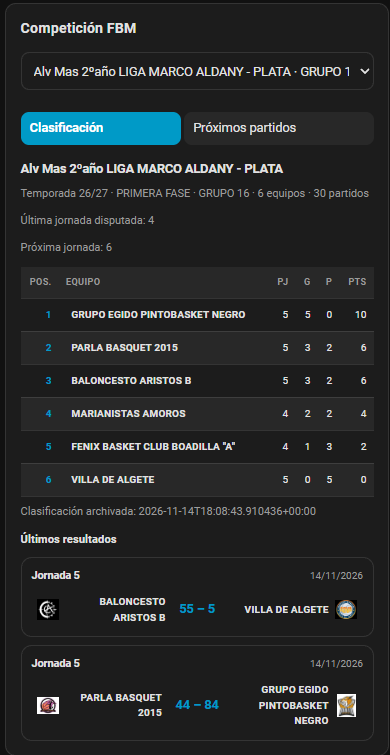 Competición FBM
Alv Mas 2ºaño LIGA MARCO ALDANY - PLATA · GRUPO 1
Clasificación
Próximos partidos
Alv Mas 2ºaño LIGA MARCO ALDANY - PLATA
Temporada 26/27 · PRIMERA FASE · GRUPO 16 · 6 equipos · 30 partidos
Última jornada disputada: 4
Próxima jornada: 6
POS. EQUIPO PJ G P PTS
1 GRUPO EGIDO PINTOBASKET NEGRO 5 5 0 10
2 PARLA BASQUET 2015 5 3 2 6
3 BALONCESTO ARISTOS B 5 3 2 6
4 MARIANISTAS AMOROS 4 2 2 4
5 FENIX BASKET CLUB BOADILLA "A" 4 1 3 2
6 VILLA DE ALGETE 5 0 5 0
Clasificación archivada: 2026-11-14T18:08:43.910436+00:00
Últimos resultados
Jornada 5 14/11/2026
BALONCESTO
ARISTOS B
55 – 5
VILLA DE ALGETE
Jornada 5 14/11/2026
PARLA BASQUET
2015
44 – 84
GRUPO EGIDO
PINTOBASKET
NEGRO